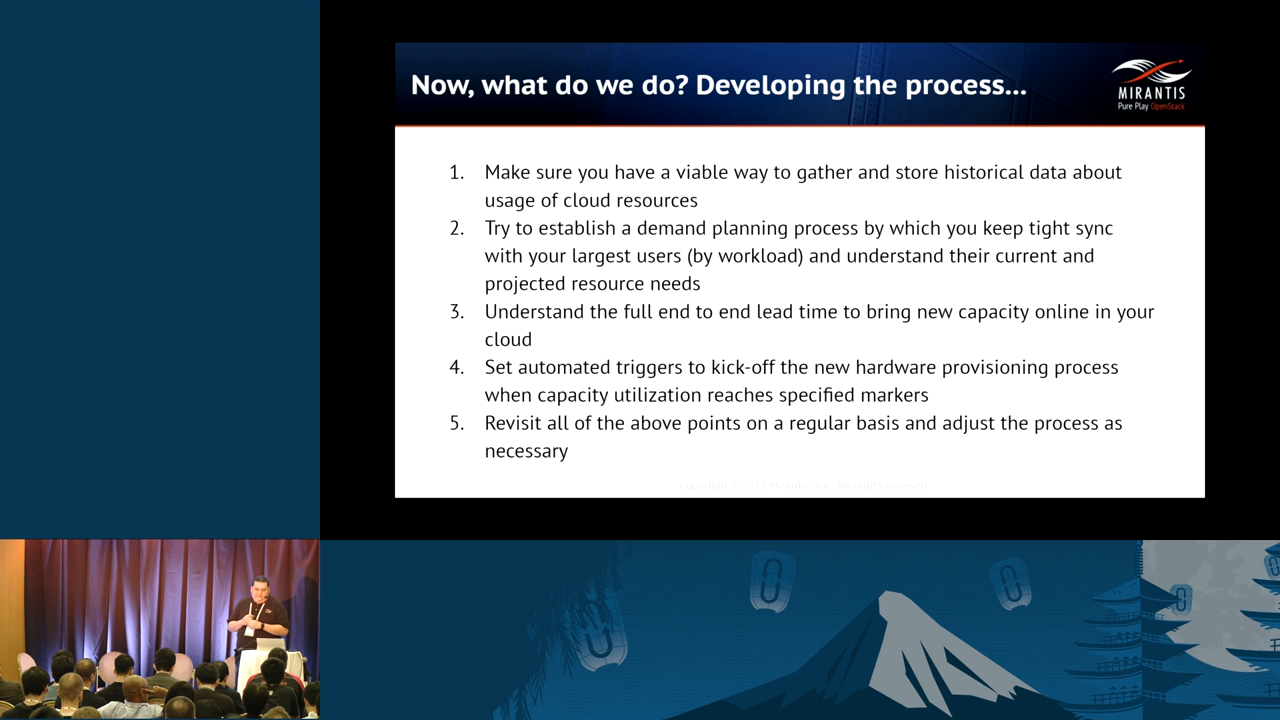 Now, what do we do? Developing the process...
MIRANTIS
Pure Play OpenStack
1. Make sure you have a viable way to gather and store historical data about
usage of cloud resources
2. Try to establish a demand planning process by which you keep tight sync
with your largest users (by workload) and understand their current and
projected resource needs
3. Understand the full end to end lead time to bring new capacity online in your
cloud
4. Set automated triggers to kick-off the new hardware provisioning process
when capacity utilization reaches specified markers
5. Revisit all of the above points on a regular basis and adjust the process as
necessary
Copyright © 2015 Mirantis, Inc. All rights reserved